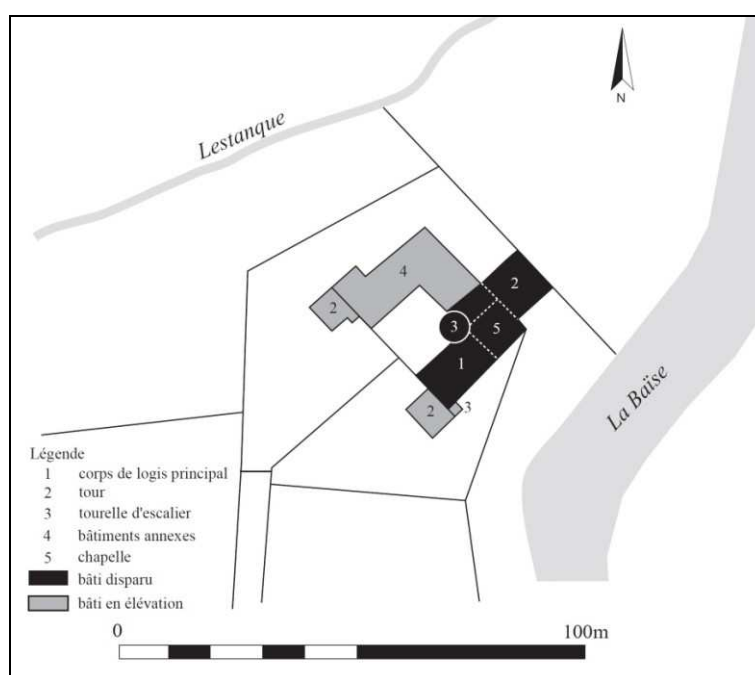 N
Lestanque
4
2
2
3
5
1
2
3
La Baïse
Légende
1 corps de logis principal
2 tour
3 tourelle d'escalier
4 bâtiments annexes
5 chapelle
bâti disparu
bâti en élévation
0 100m